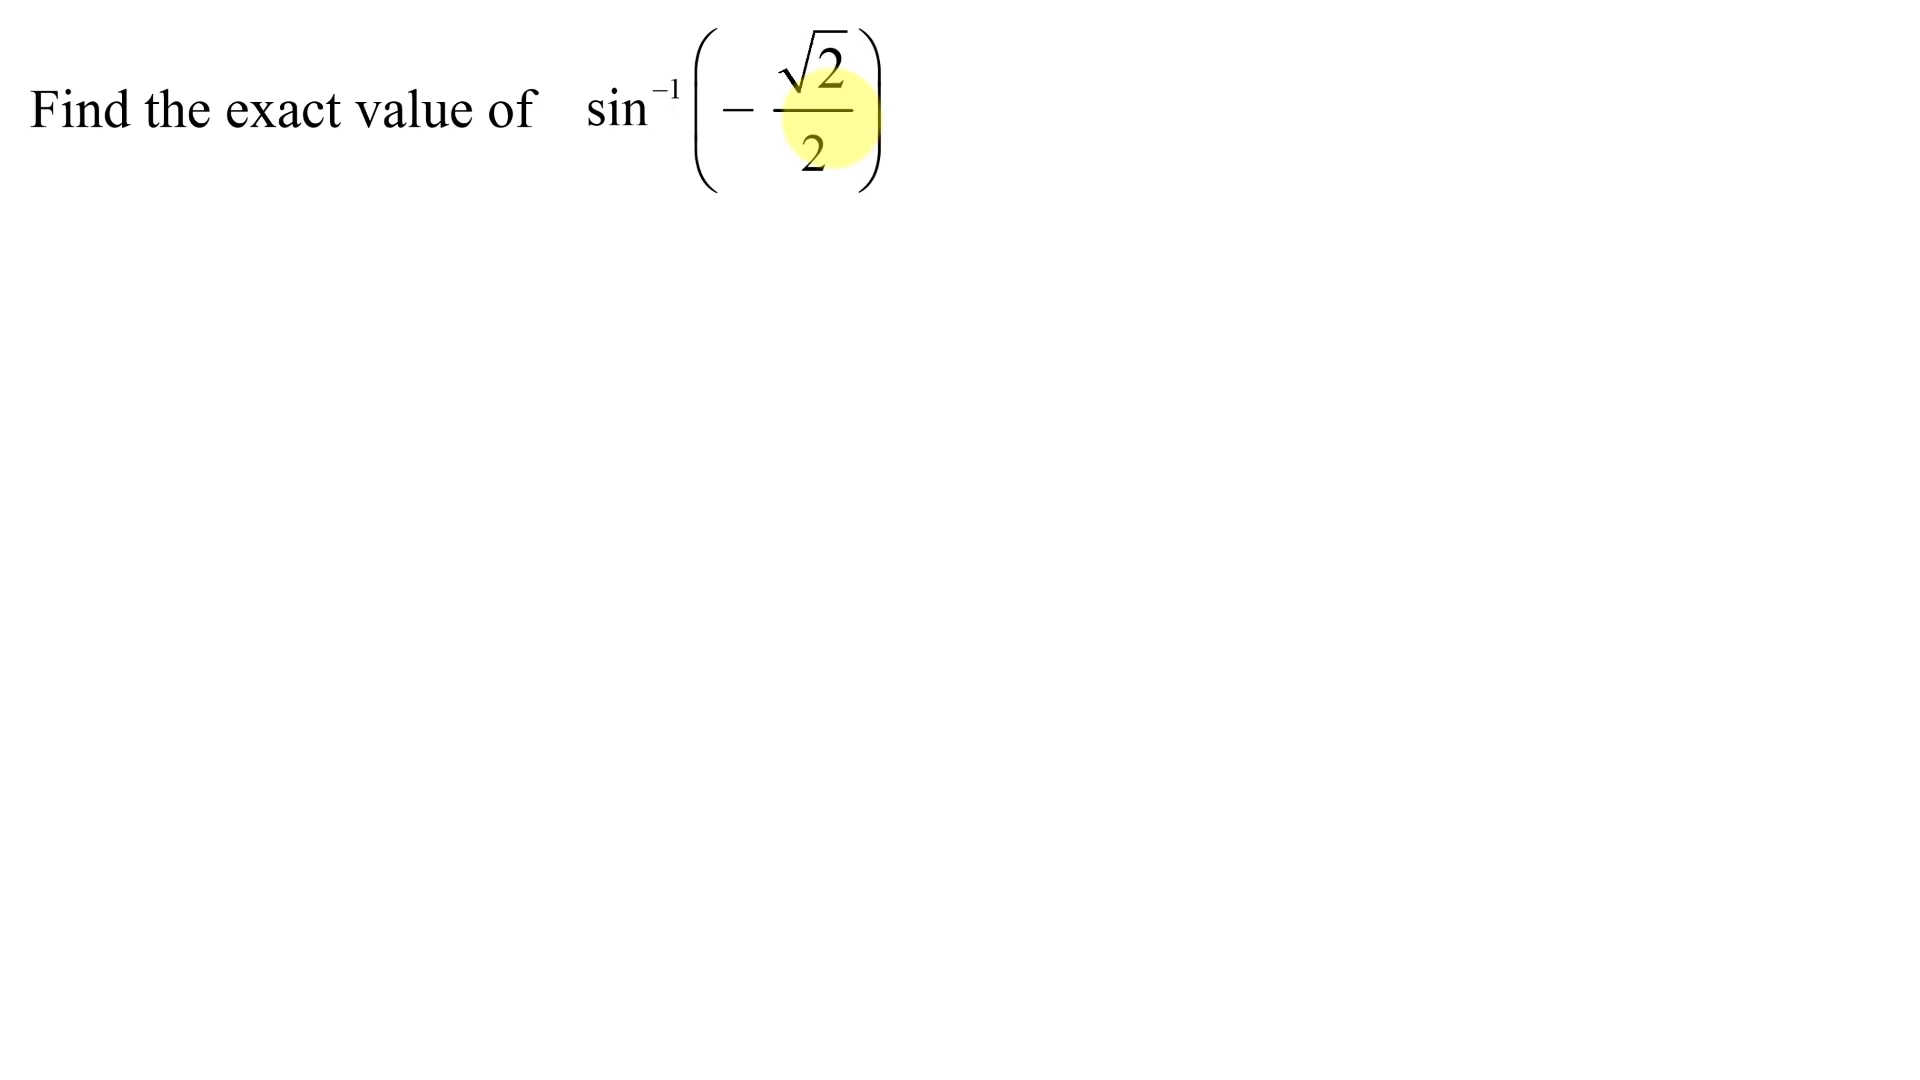 Find the exact value of sin⁻¹(−√2/2)